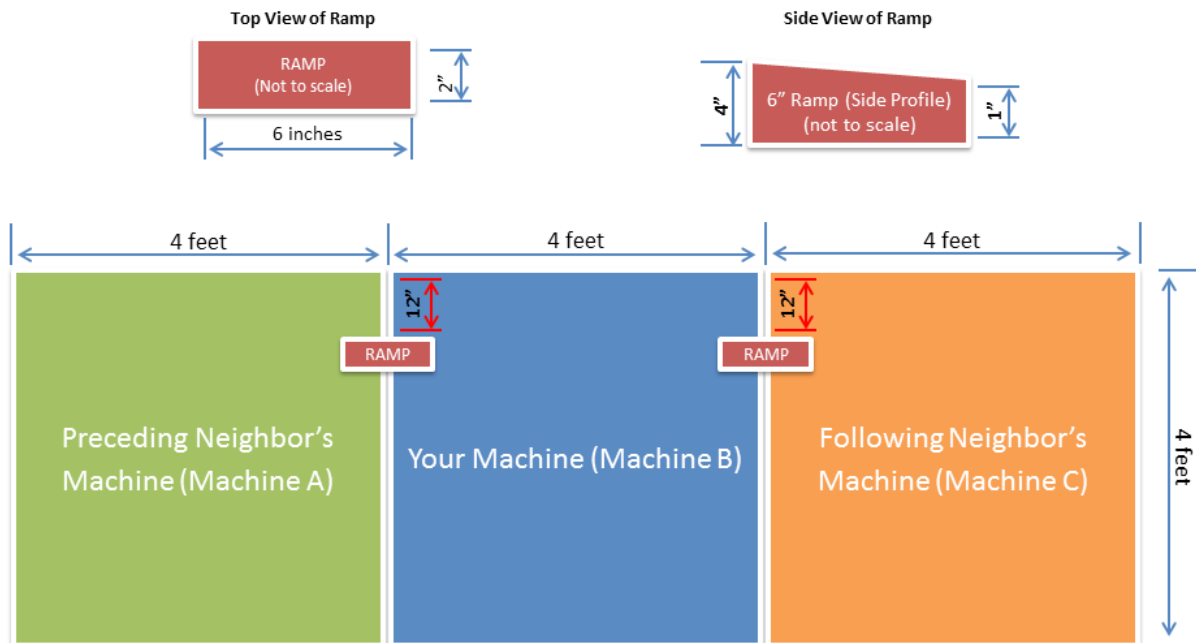 Top View of Ramp
Side View of Ramp
RAMP
(Not to scale)
2”
6 inches
4”
6” Ramp (Side Profile)
(not to scale)
1”
4 feet
4 feet
4 feet
12”
12”
RAMP
RAMP
Preceding Neighbor’s
Machine (Machine A)
Your Machine (Machine B)
Following Neighbor’s
Machine (Machine C)
4 feet